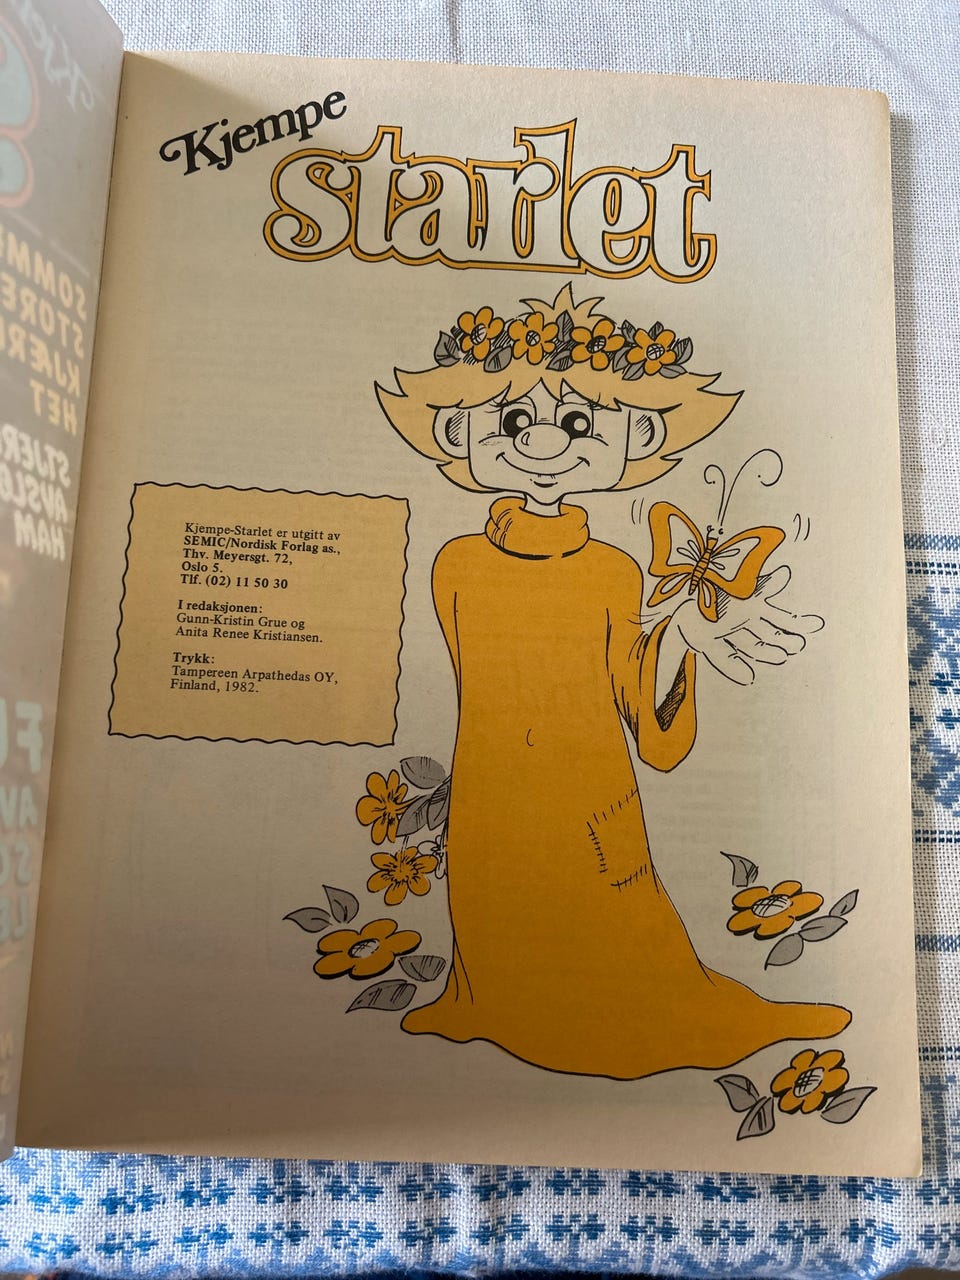 Kjempe
starlet
Kjempe-Starlet er utgitt av
SEMIC/Nordisk Forlag as.,
Thv. Meyersgt. 72,
Oslo 5.
Tlf. (02) 11 50 30
I redaksjonen:
Gunn-Kristin Grue og
Anita Renee Kristiansen.
Trykk:
Tampereen Arpathedas OY,
Finland, 1982.